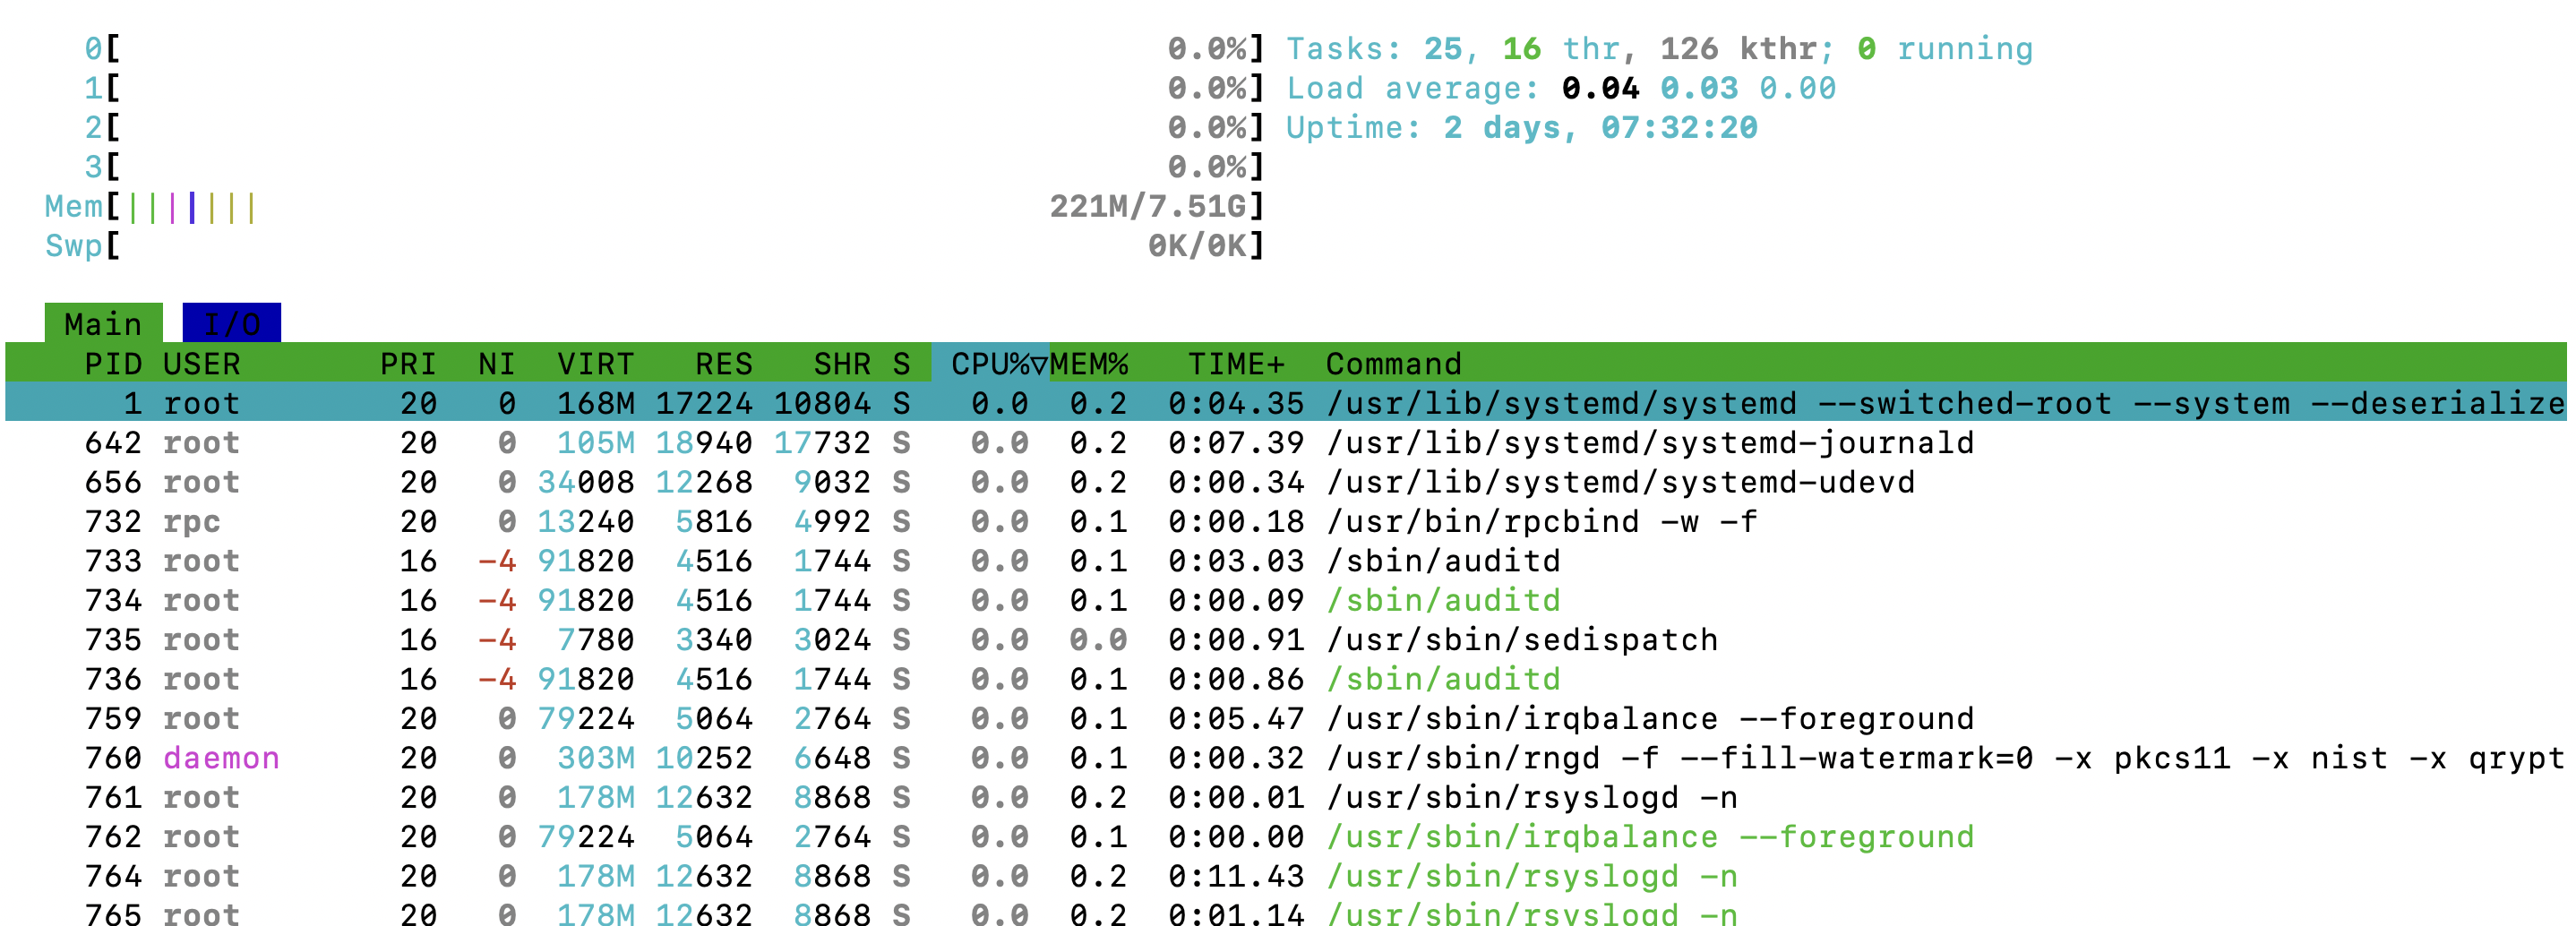 0[ 0.0%] Tasks: 25, 16 thr, 126 kthr; 0 running
1[ 0.0%] Load average: 0.04 0.03 0.00
2[ 0.0%] Uptime: 2 days, 07:32:20
3[ 0.0%]
Mem[||||||| 221M/7.51G]
Swp[ 0K/0K]
Main I/O
PID USER PRI NI VIRT RES SHR S CPU%▽MEM% TIME+ Command
1 root 20 0 168M 17224 10804 S 0.0 0.2 0:04.35 /usr/lib/systemd/systemd --switched-root --system --deserialize
642 root 20 0 105M 18940 17732 S 0.0 0.2 0:07.39 /usr/lib/systemd/systemd-journald
656 root 20 0 34008 12268 9032 S 0.0 0.2 0:00.34 /usr/lib/systemd/systemd-udevd
732 rpc 20 0 13240 5816 4992 S 0.0 0.1 0:00.18 /usr/bin/rpcbind -w -f
733 root 16 -4 91820 4516 1744 S 0.0 0.1 0:03.03 /sbin/auditd
734 root 16 -4 91820 4516 1744 S 0.0 0.1 0:00.09 /sbin/auditd
735 root 16 -4 7780 3340 3024 S 0.0 0.0 0:00.91 /usr/sbin/sedispatch
736 root 16 -4 91820 4516 1744 S 0.0 0.1 0:00.86 /sbin/auditd
759 root 20 0 79224 5064 2764 S 0.0 0.1 0:05.47 /usr/sbin/irqbalance --foreground
760 daemon 20 0 303M 10252 6648 S 0.0 0.1 0:00.32 /usr/sbin/rngd -f --fill-watermark=0 -x pkcs11 -x nist -x qrypt
761 root 20 0 178M 12632 8868 S 0.0 0.2 0:00.01 /usr/sbin/rsyslogd -n
762 root 20 0 79224 5064 2764 S 0.0 0.1 0:00.00 /usr/sbin/irqbalance --foreground
764 root 20 0 178M 12632 8868 S 0.0 0.2 0:11.43 /usr/sbin/rsyslogd -n
765 root 20 0 178M 12632 8868 S 0.0 0.2 0:01.14 /usr/sbin/rsyslogd -n